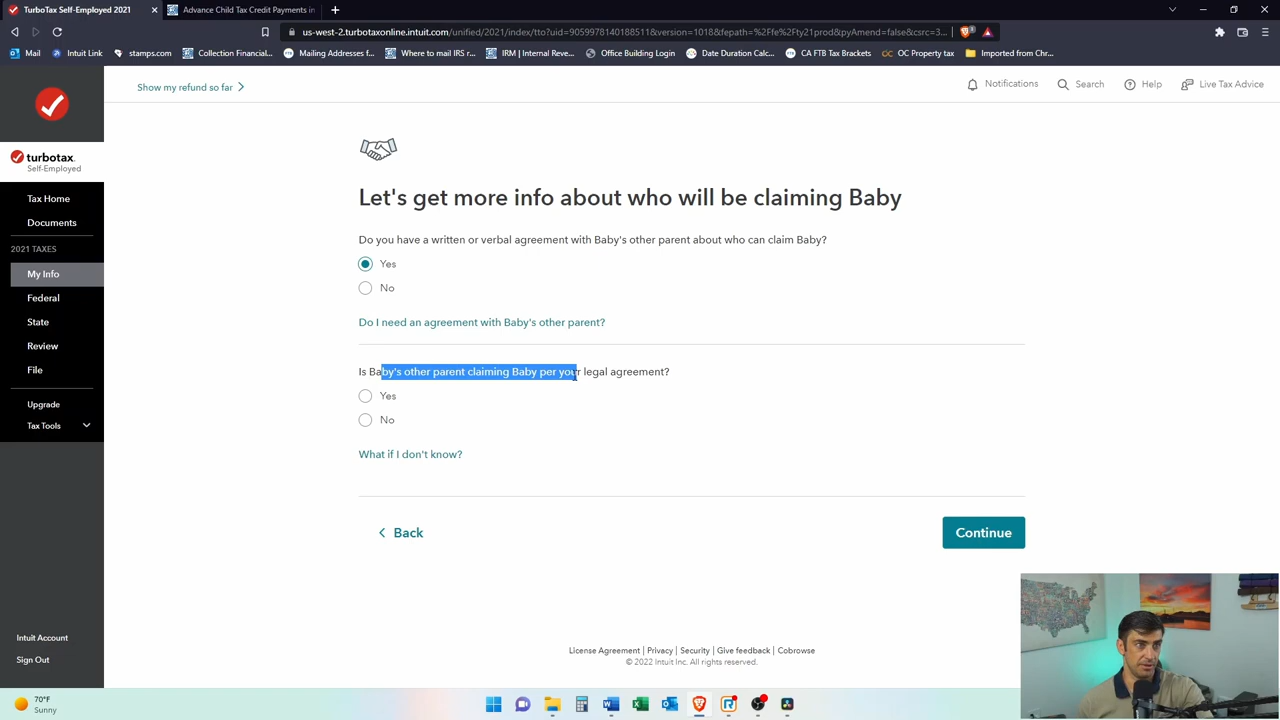 TurboTax Self-Employed 2021
Advance Child Tax Credit Payments in
us-west-2.turbotaxonline.intuit.com/unified/2021/index/tto?uid=9059978140188511&version=1018&fepath=%2Ffe%2Fty21prod&pyAmend=false&csrc=3...
Mail
Intuit Link
stamps.com
Collection Financial...
Mailing Addresses f...
Where to mail IRS r...
IRM | Internal Reve...
Office Building Login
Date Duration Calc...
CA FTB Tax Brackets
OC Property tax
Imported from Chr...
Show my refund so far
Notifications
Search
Help
Live Tax Advice
turbotax.
Self-Employed
Tax Home
Documents
2021 TAXES
My Info
Federal
State
Review
File
Upgrade
Tax Tools
Intuit Account
Sign Out
Let's get more info about who will be claiming Baby
Do you have a written or verbal agreement with Baby's other parent about who can claim Baby?
Yes
No
Do I need an agreement with Baby's other parent?
Is Baby's other parent claiming Baby per your legal agreement?
Yes
No
What if I don't know?
Back
Continue
License Agreement | Privacy | Security | Give feedback | Cobrowse
© 2022 Intuit Inc. All rights reserved.
70°F
Sunny